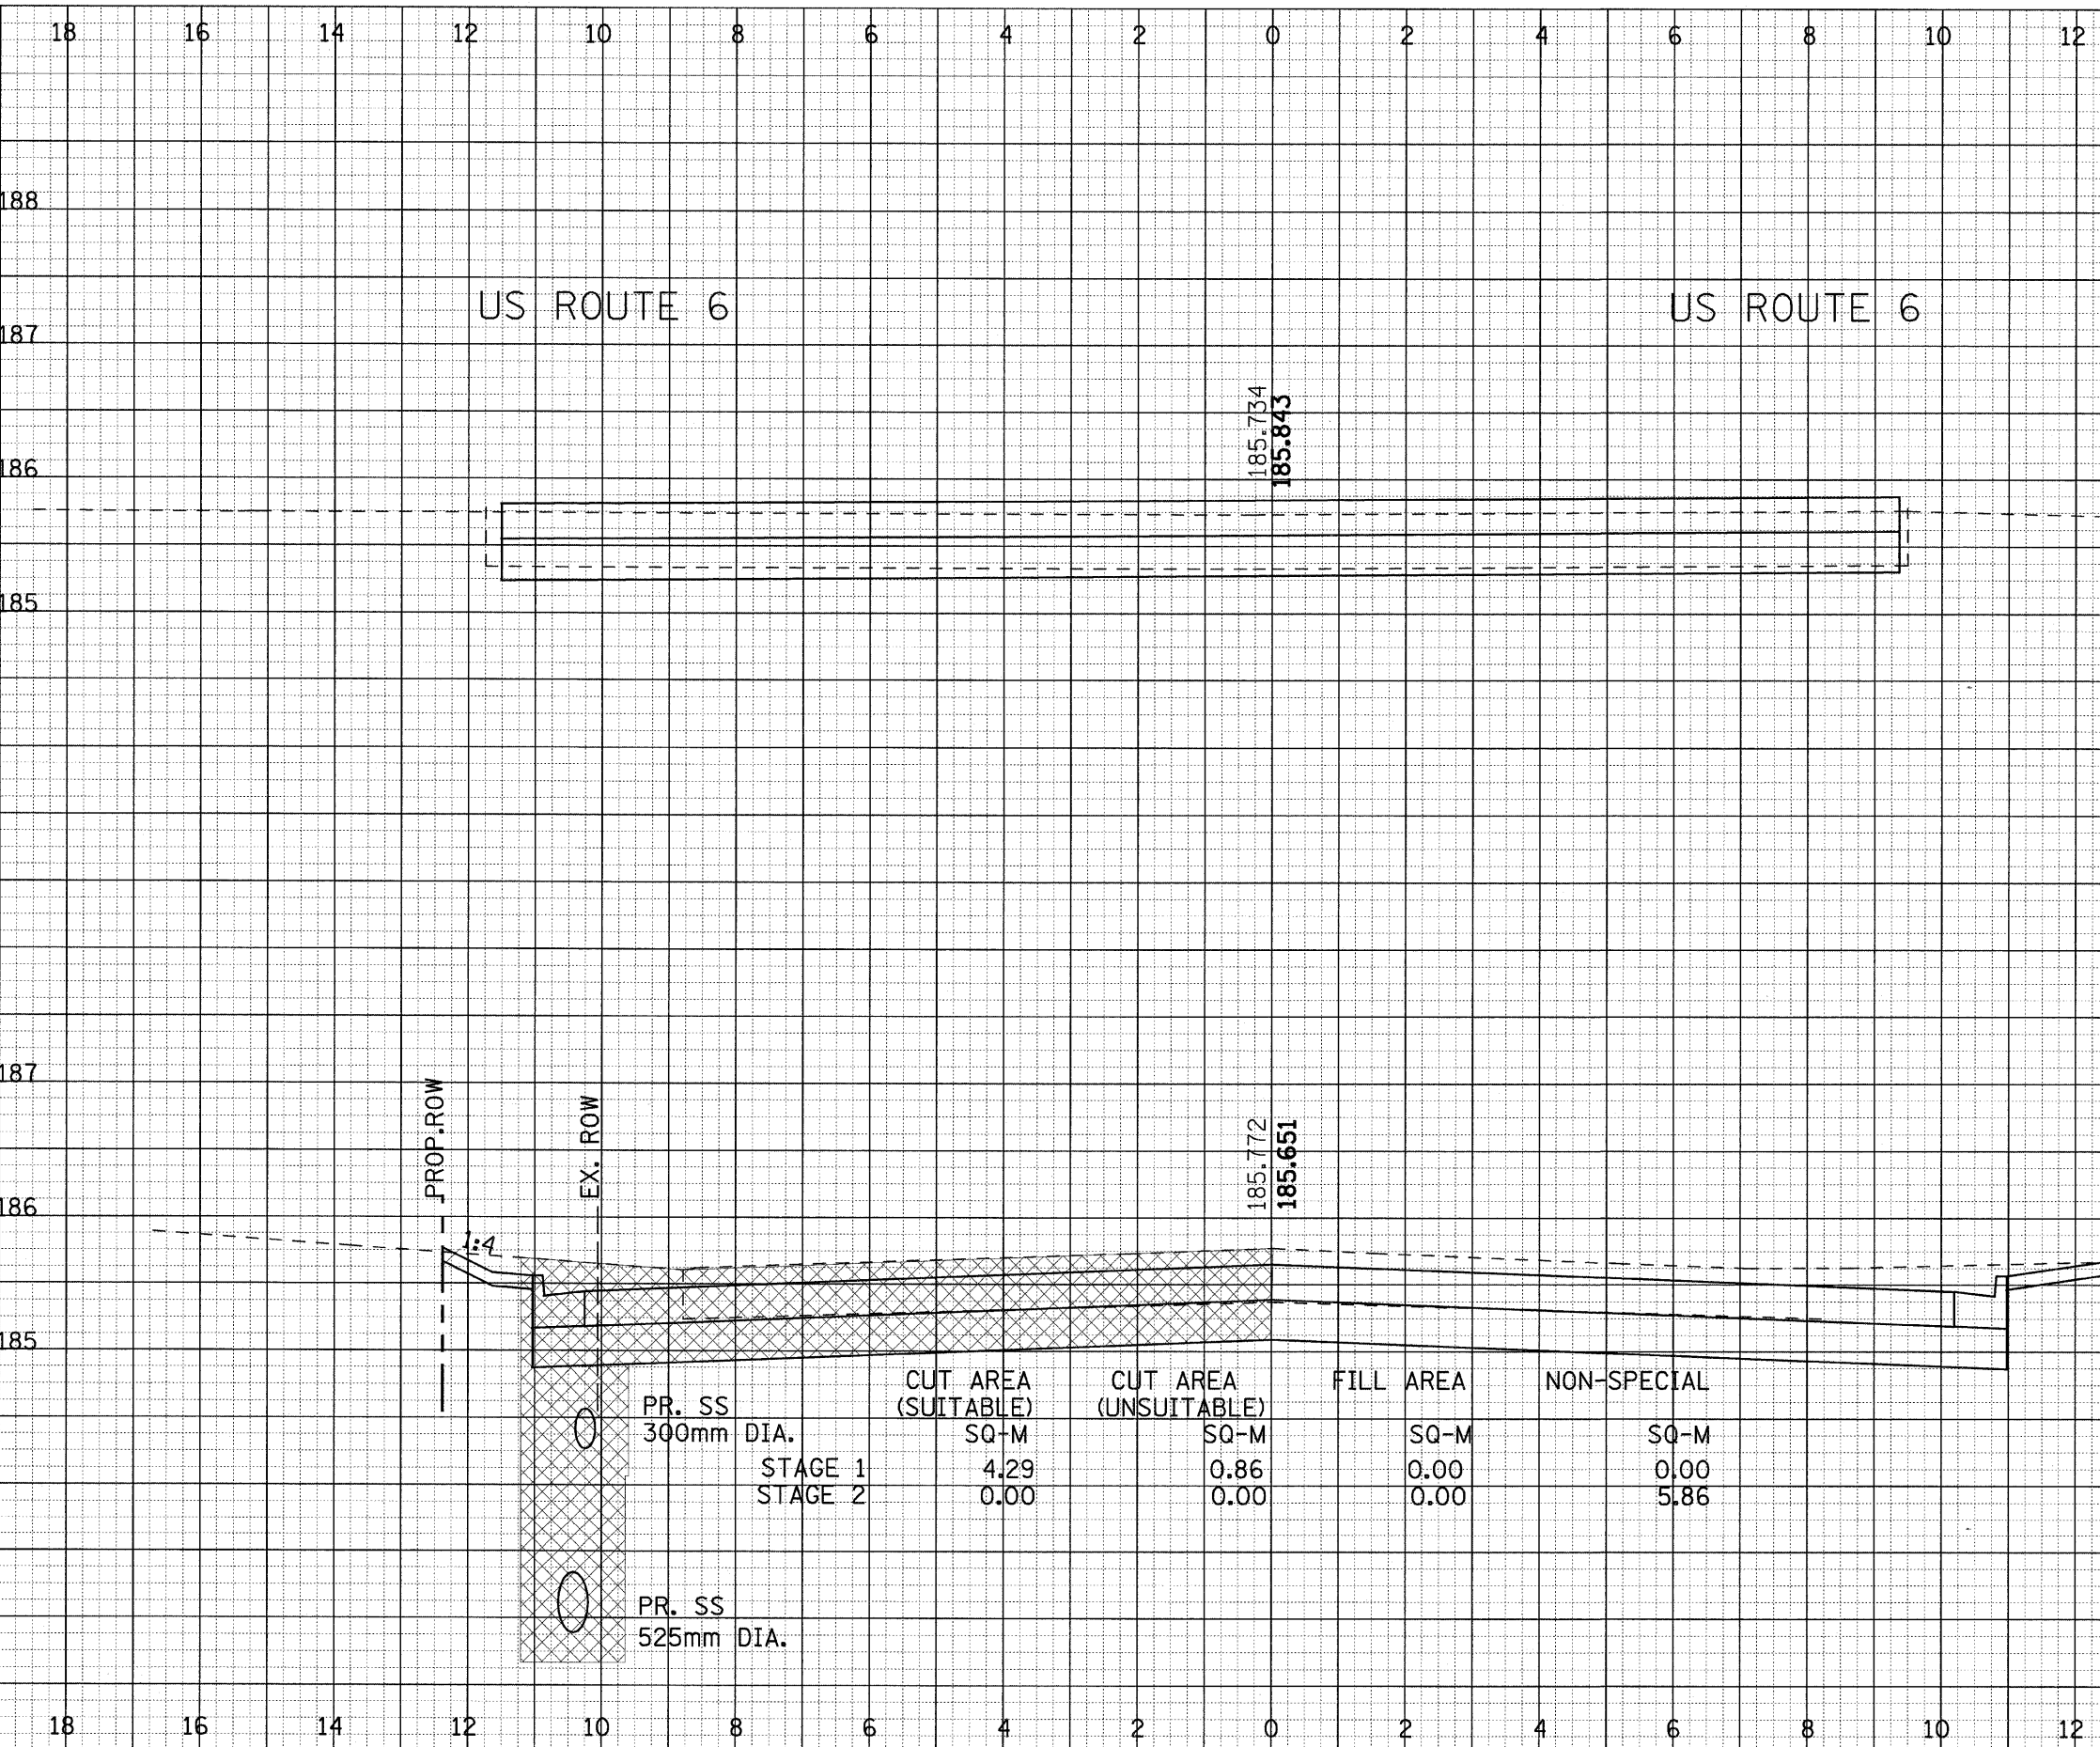 18 16 14 12 10 8 6 4 2 0 2 4 6 8 10 12
188
US ROUTE 6 US ROUTE 6
187
185.734
185.843
186
185
187
PROP.ROW
EX. ROW
185.772
185.651
186
1:4
185
CUT AREA CUT AREA FILL AREA NON-SPECIAL
(SUITABLE) (UNSUITABLE)
SQ-M SQ-M SQ-M SQ-M
PR. SS
300mm DIA.
STAGE 1 4.29 0.86 0.00 0.00
STAGE 2 0.00 0.00 0.00 5.86
PR. SS
525mm DIA.
18 16 14 12 10 8 6 4 2 0 2 4 6 8 10 12